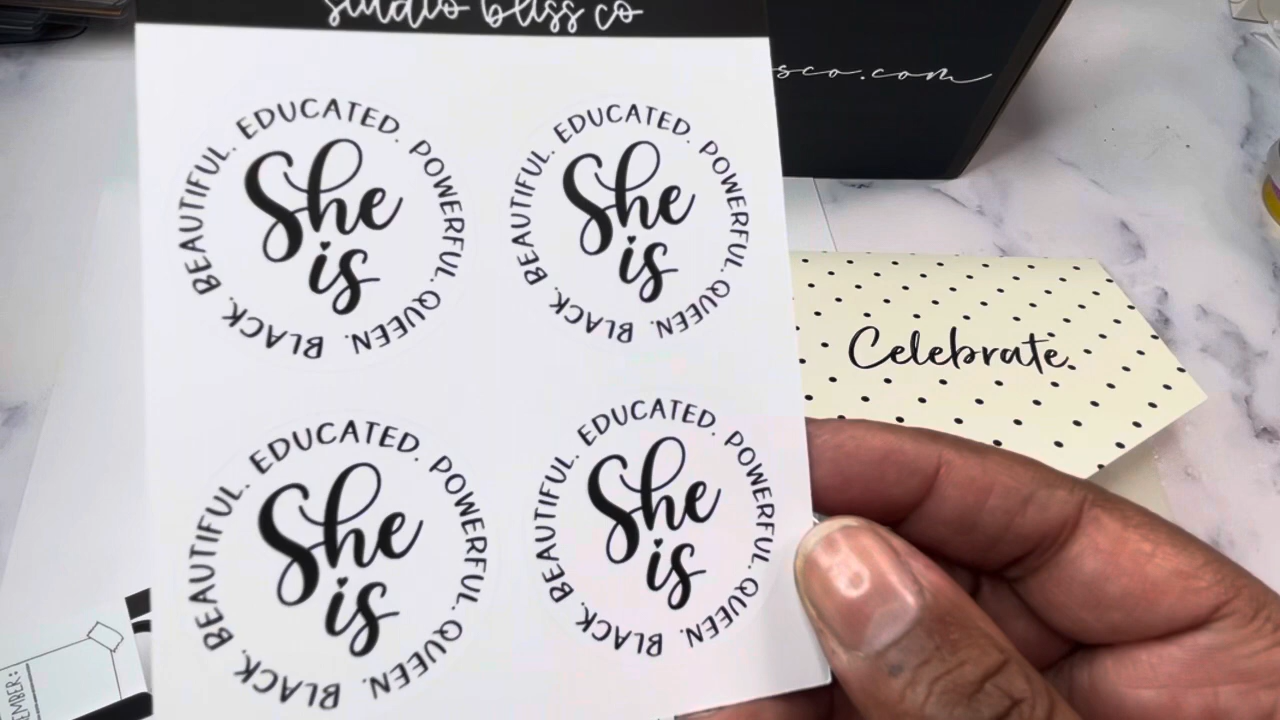 studio bliss co
sco.com
BLACK. BEAUTIFUL. EDUCATED. POWERFUL. QUEEN.
She
is
BLACK. BEAUTIFUL. EDUCATED. POWERFUL. QUEEN.
She
is
Celebrate.
BLACK. BEAUTIFUL. EDUCATED. POWERFUL. QUEEN.
She
is
BLACK. BEAUTIFUL. EDUCATED. POWERFUL. QUEEN.
She
is
EMBER: